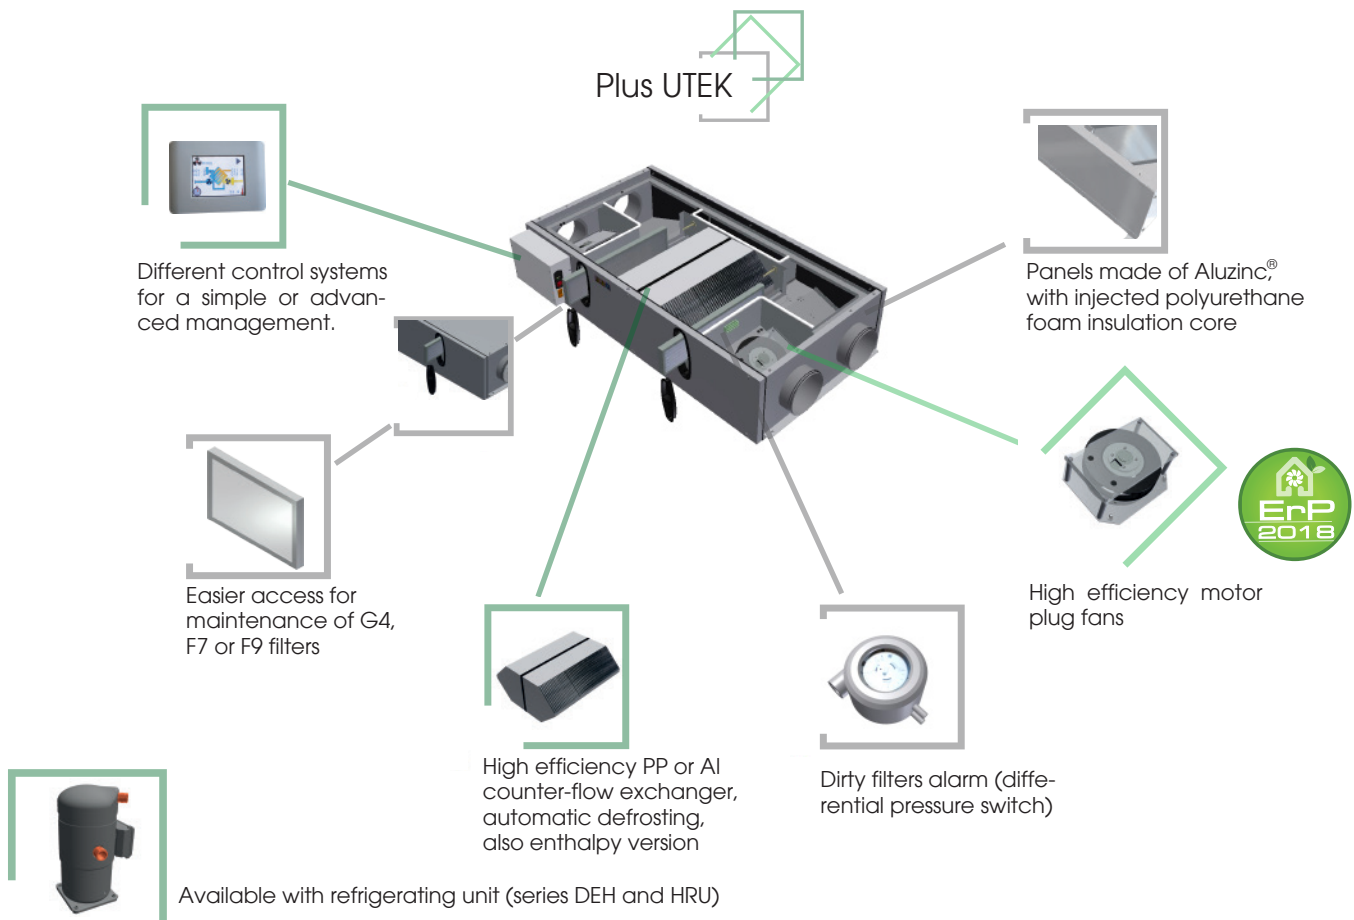 Plus UTEK
Different control systems
for a simple or advan-
ced management.
Panels made of Aluzinc,®
with injected polyurethane
foam insulation core
Easier access for
maintenance of G4,
F7 or F9 filters
ErP
2018
High efficiency motor
plug fans
High efficiency PP or Al
counter-flow exchanger,
automatic defrosting,
also enthalpy version
Dirty filters alarm (diffe-
rential pressure switch)
Available with refrigerating unit (series DEH and HRU)